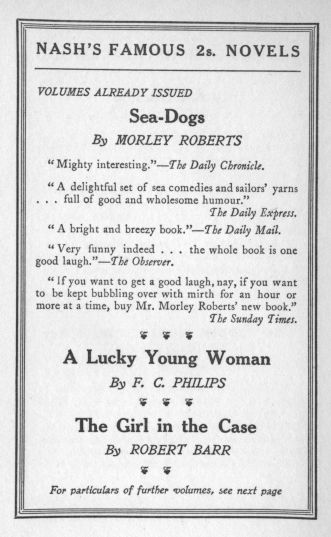 NASH'S FAMOUS 2s. NOVELS
VOLUMES ALREADY ISSUED
Sea-Dogs
By MORLEY ROBERTS
"Mighty interesting."—The Daily Chronicle.
"A delightful set of sea comedies and sailors' yarns
. . . full of good and wholesome humour."
The Daily Express.
"A bright and breezy book."—The Daily Mail.
"Very funny indeed . . . the whole book is one
good laugh."—The Observer.
"If you want to get a good laugh, nay, if you want
to be kept bubbling over with mirth for an hour or
more at a time, buy Mr. Morley Roberts' new book."
The Sunday Times.
A Lucky Young Woman
By F. C. PHILIPS
The Girl in the Case
By ROBERT BARR
For particulars of further volumes, see next page